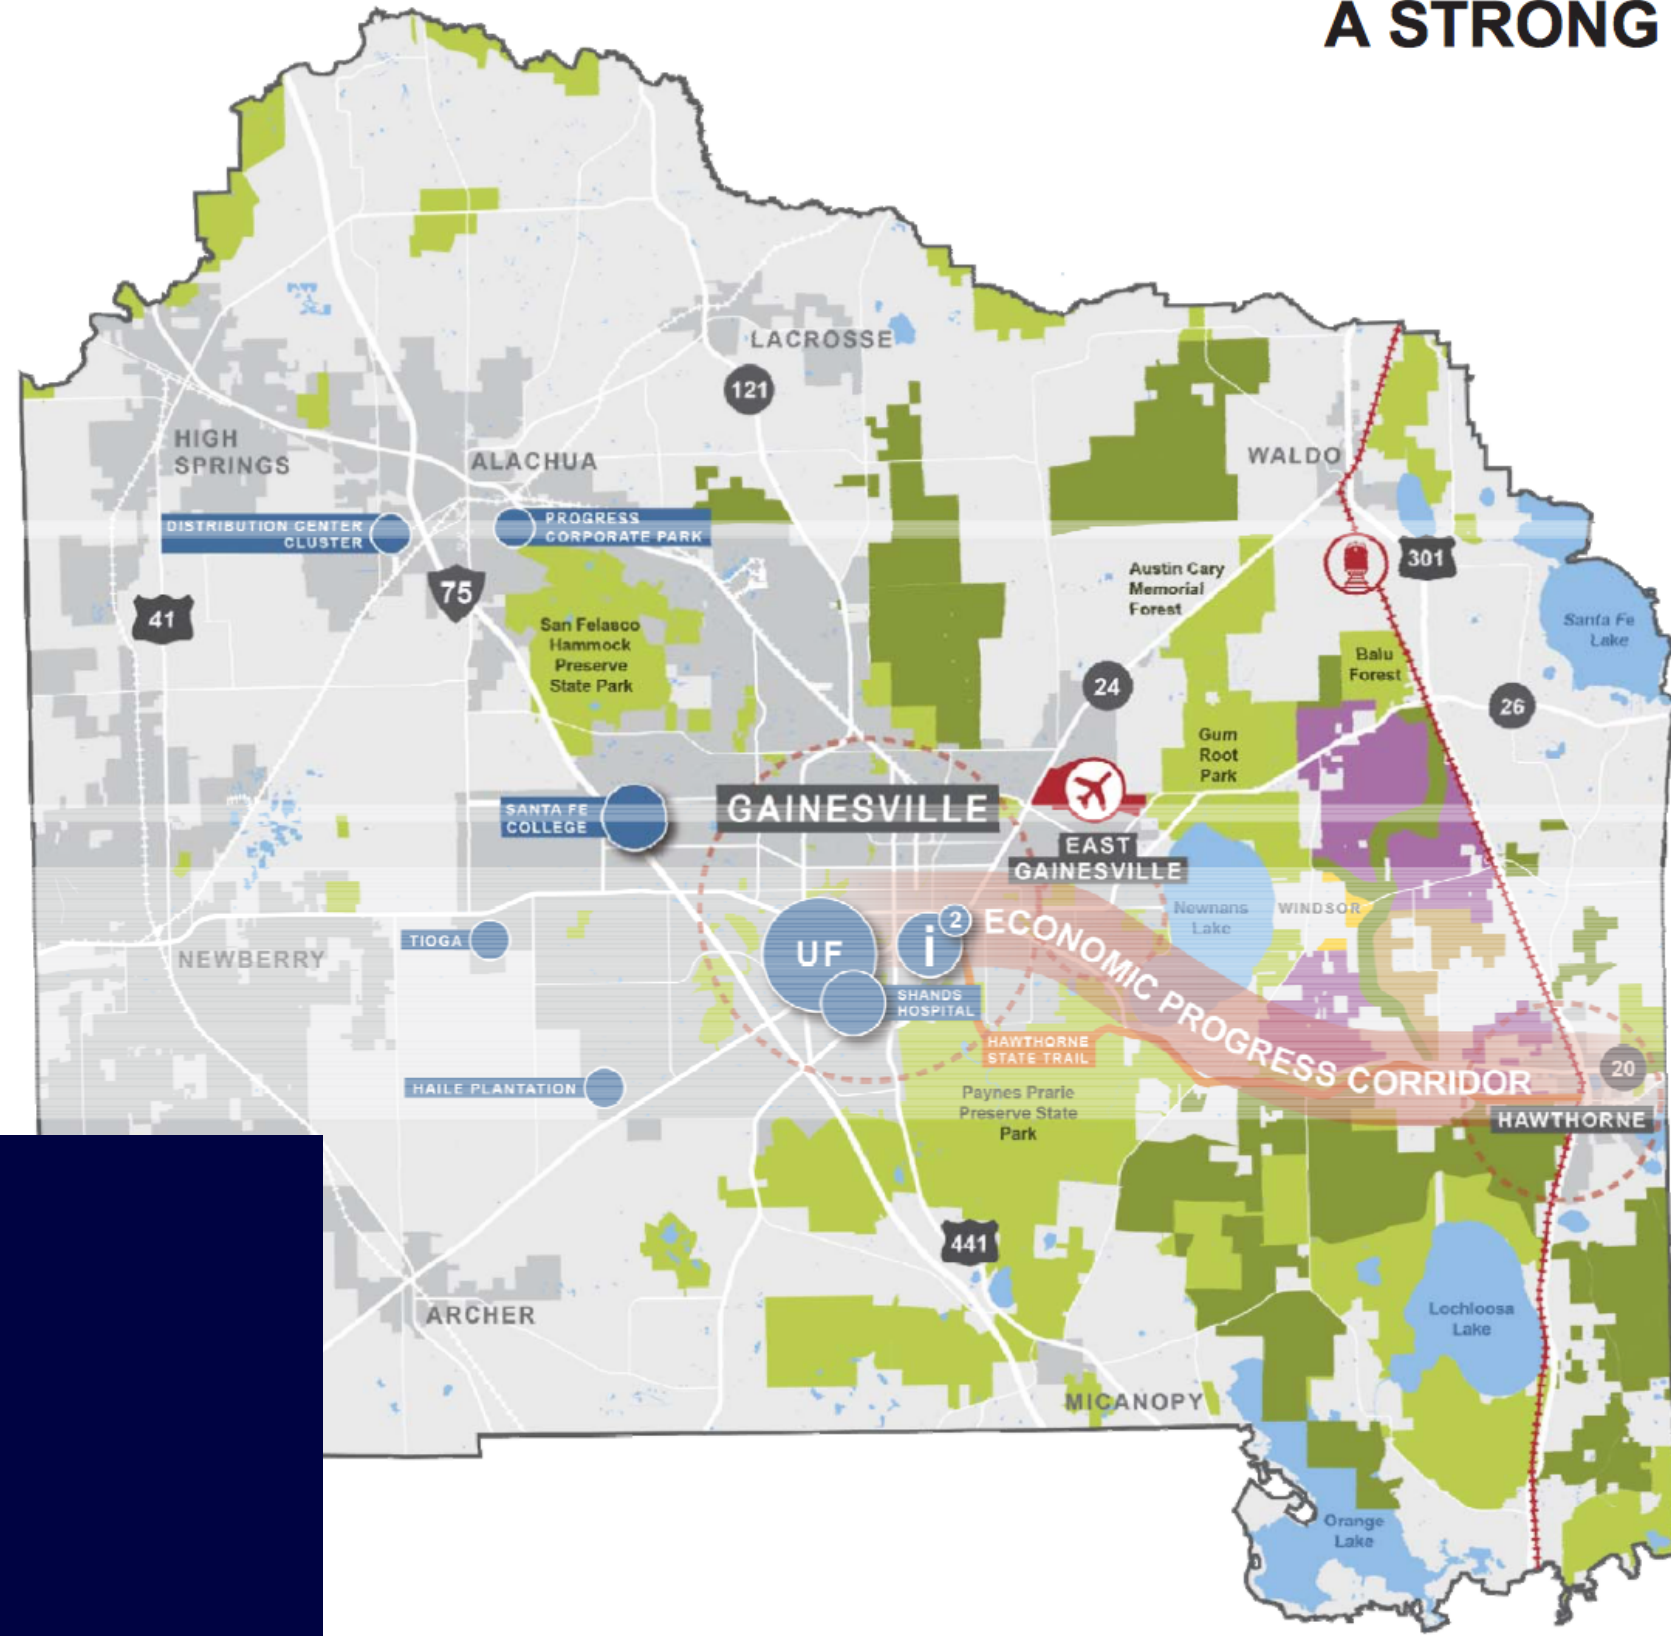 A STRONG
LACROSSE
121
HIGH
SPRINGS
ALACHUA
WALDO
DISTRIBUTION CENTER
CLUSTER
PROGRESS
CORPORATE PARK
301
75
41
Austin Cary
Memorial
Forest
San Felasco
Hammock
Preserve
State Park
Santa Fe
Lake
Balu
Forest
24
26
Gum
Root
Park
SANTA FE
COLLEGE
GAINESVILLE
EAST
GAINESVILLE
Newnans
Lake
WINDSOR
TIOGA
NEWBERRY
UF
i
2
ECONOMIC PROGRESS CORRIDOR
SHANDS
HOSPITAL
HAWTHORNE
STATE TRAIL
20
HAILE PLANTATION
Paynes Prarie
Preserve State
Park
HAWTHORNE
441
ARCHER
Lochloosa
Lake
MICANOPY
Orange
Lake